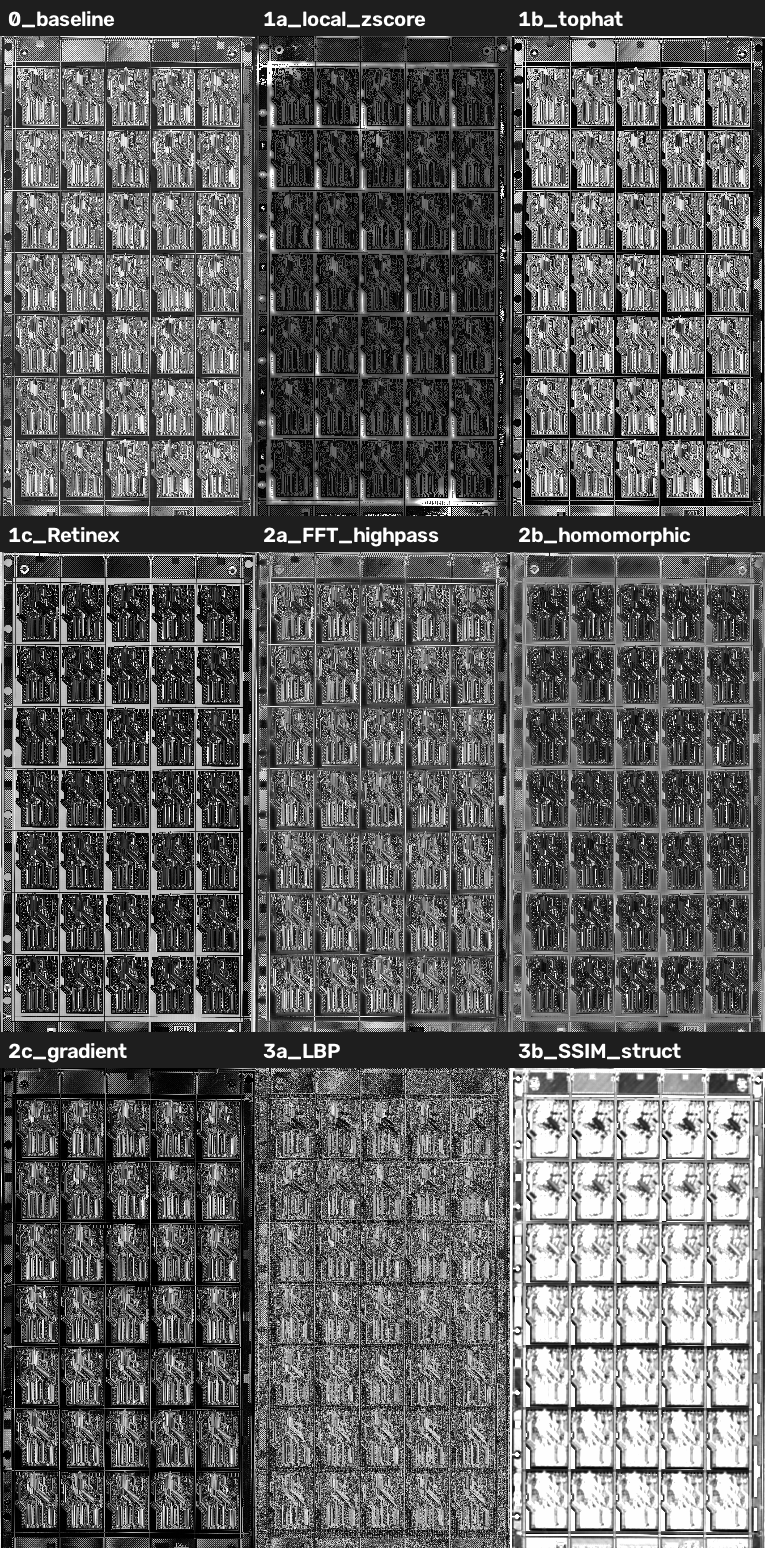 0_baseline
1a_local_zscore
1b_tophat
1c_Retinex
2a_FFT_highpass
2b_homomorphic
2c_gradient
3a_LBP
3b_SSIM_struct